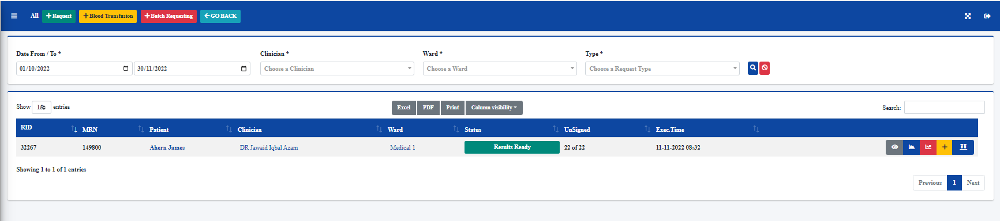 All Request Blood Transfusion Batch Requesting GO BACK
Date From / To * Clinician * Ward * Type *
01/10/2022 30/11/2022 Choose a Clinician Choose a Ward Choose a Request Type
Show 15 entries Excel PDF Print Column visibility Search:
RID MRN Patient Clinician Ward Status UnSigned Exec.Time
32267 149800 Ahern James DR Jawaid Iqbal Azam Medical 1 Results Ready 22 of 22 11-11-2022 08:32
Showing 1 to 1 of 1 entries
Previous 1 Next